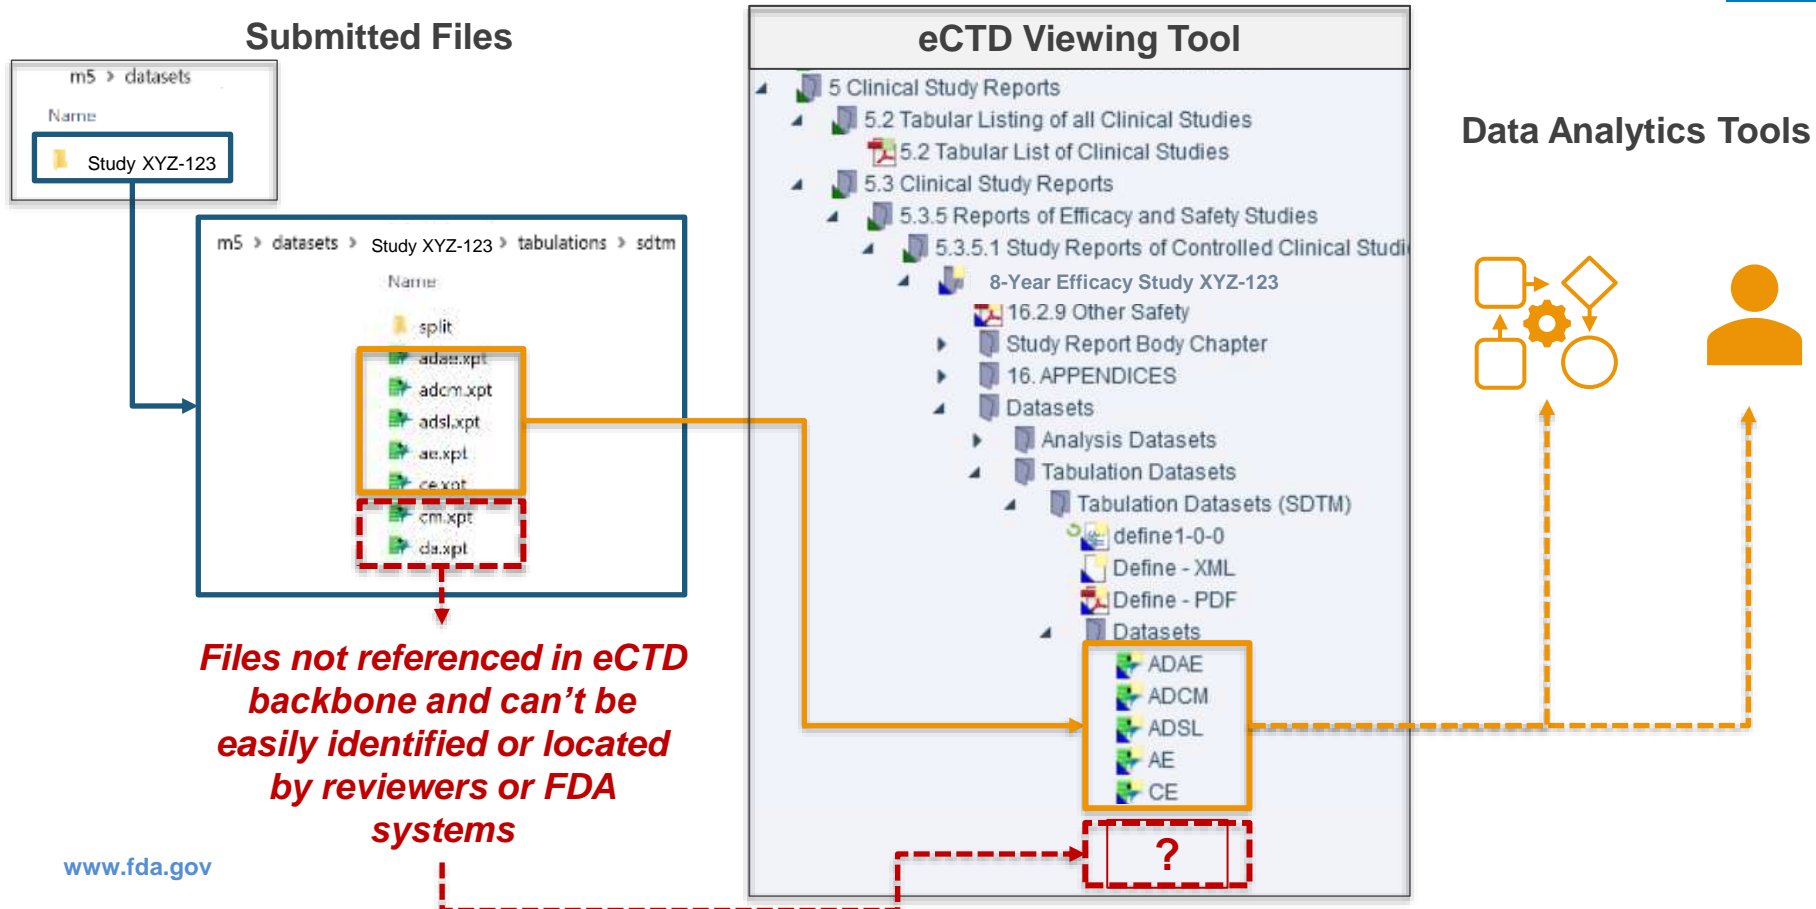 Submitted Files
m5 > datasets
Name
Study XYZ-123
m5 > datasets > Study XYZ-123 > tabulations > sdtm
Name
split
adae.xpt
adcm.xpt
adsl.xpt
ae.xpt
ce.xpt
cm.xpt
da.xpt
Files not referenced in eCTD
backbone and can't be
easily identified or located
by reviewers or FDA
systems
www.fda.gov
eCTD Viewing Tool
5 Clinical Study Reports
5.2 Tabular Listing of all Clinical Studies
5.2 Tabular List of Clinical Studies
5.3 Clinical Study Reports
5.3.5 Reports of Efficacy and Safety Studies
5.3.5.1 Study Reports of Controlled Clinical Studi
8-Year Efficacy Study XYZ-123
16.2.9 Other Safety
Study Report Body Chapter
16. APPENDICES
Datasets
Analysis Datasets
Tabulation Datasets
Tabulation Datasets (SDTM)
define1-0-0
Define - XML
Define - PDF
Datasets
ADAE
ADCM
ADSL
AE
CE
?
Data Analytics Tools